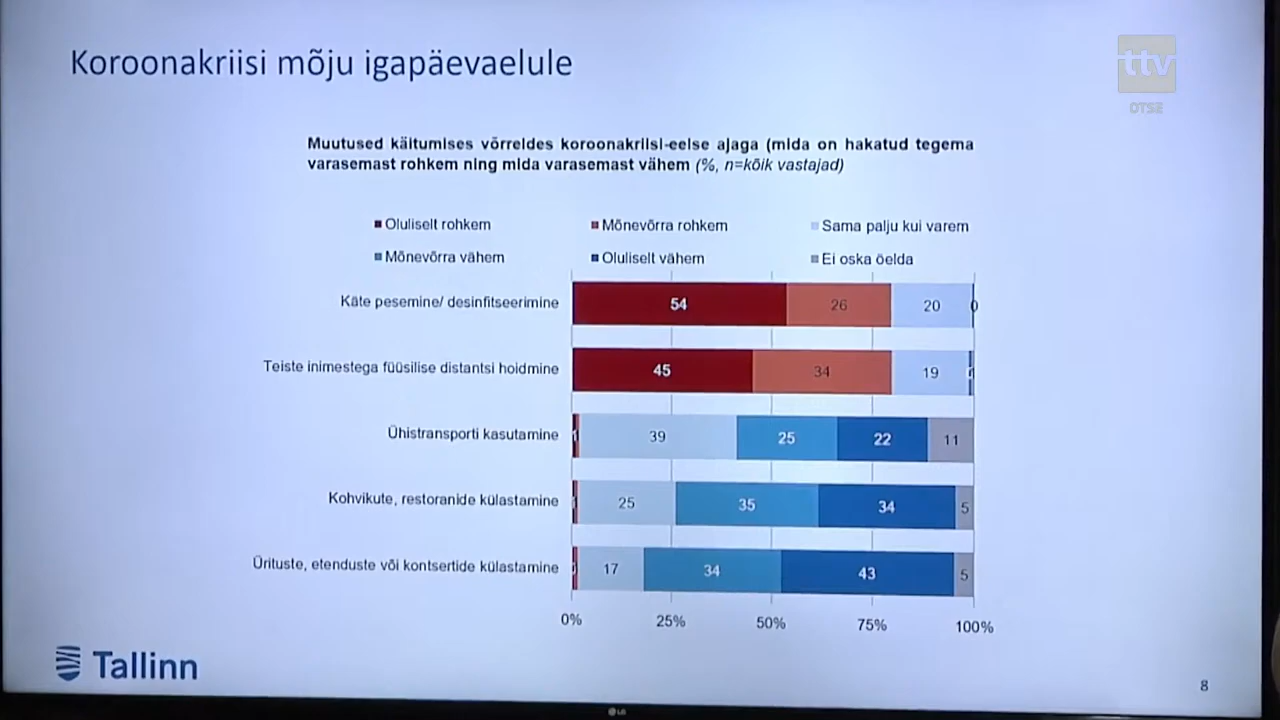 Koroonakriisi mõju igapäevaelule
ttv
OTSE
Muutused käitumises võrreldes koroonakriisi-eelse ajaga (mida on hakatud tegema
varasemast rohkem ning mida varasemast vähem (%, n=kõik vastajad)
Oluliselt rohkem
Mõnevõrra rohkem
Sama palju kui varem
Mõnevõrra vähem
Oluliselt vähem
Ei oska öelda
Käte pesemine/ desinfitseerimine
54 26 20 0
Teiste inimestega füüsilise distantsi hoidmine
45 34 19
Ühistransporti kasutamine
1 39 25 22 11
Kohvikute, restoranide külastamine
25 35 34 5
Ürituste, etenduste või kontsertide külastamine
17 34 43 5
0% 25% 50% 75% 100%
Tallinn
8
LG